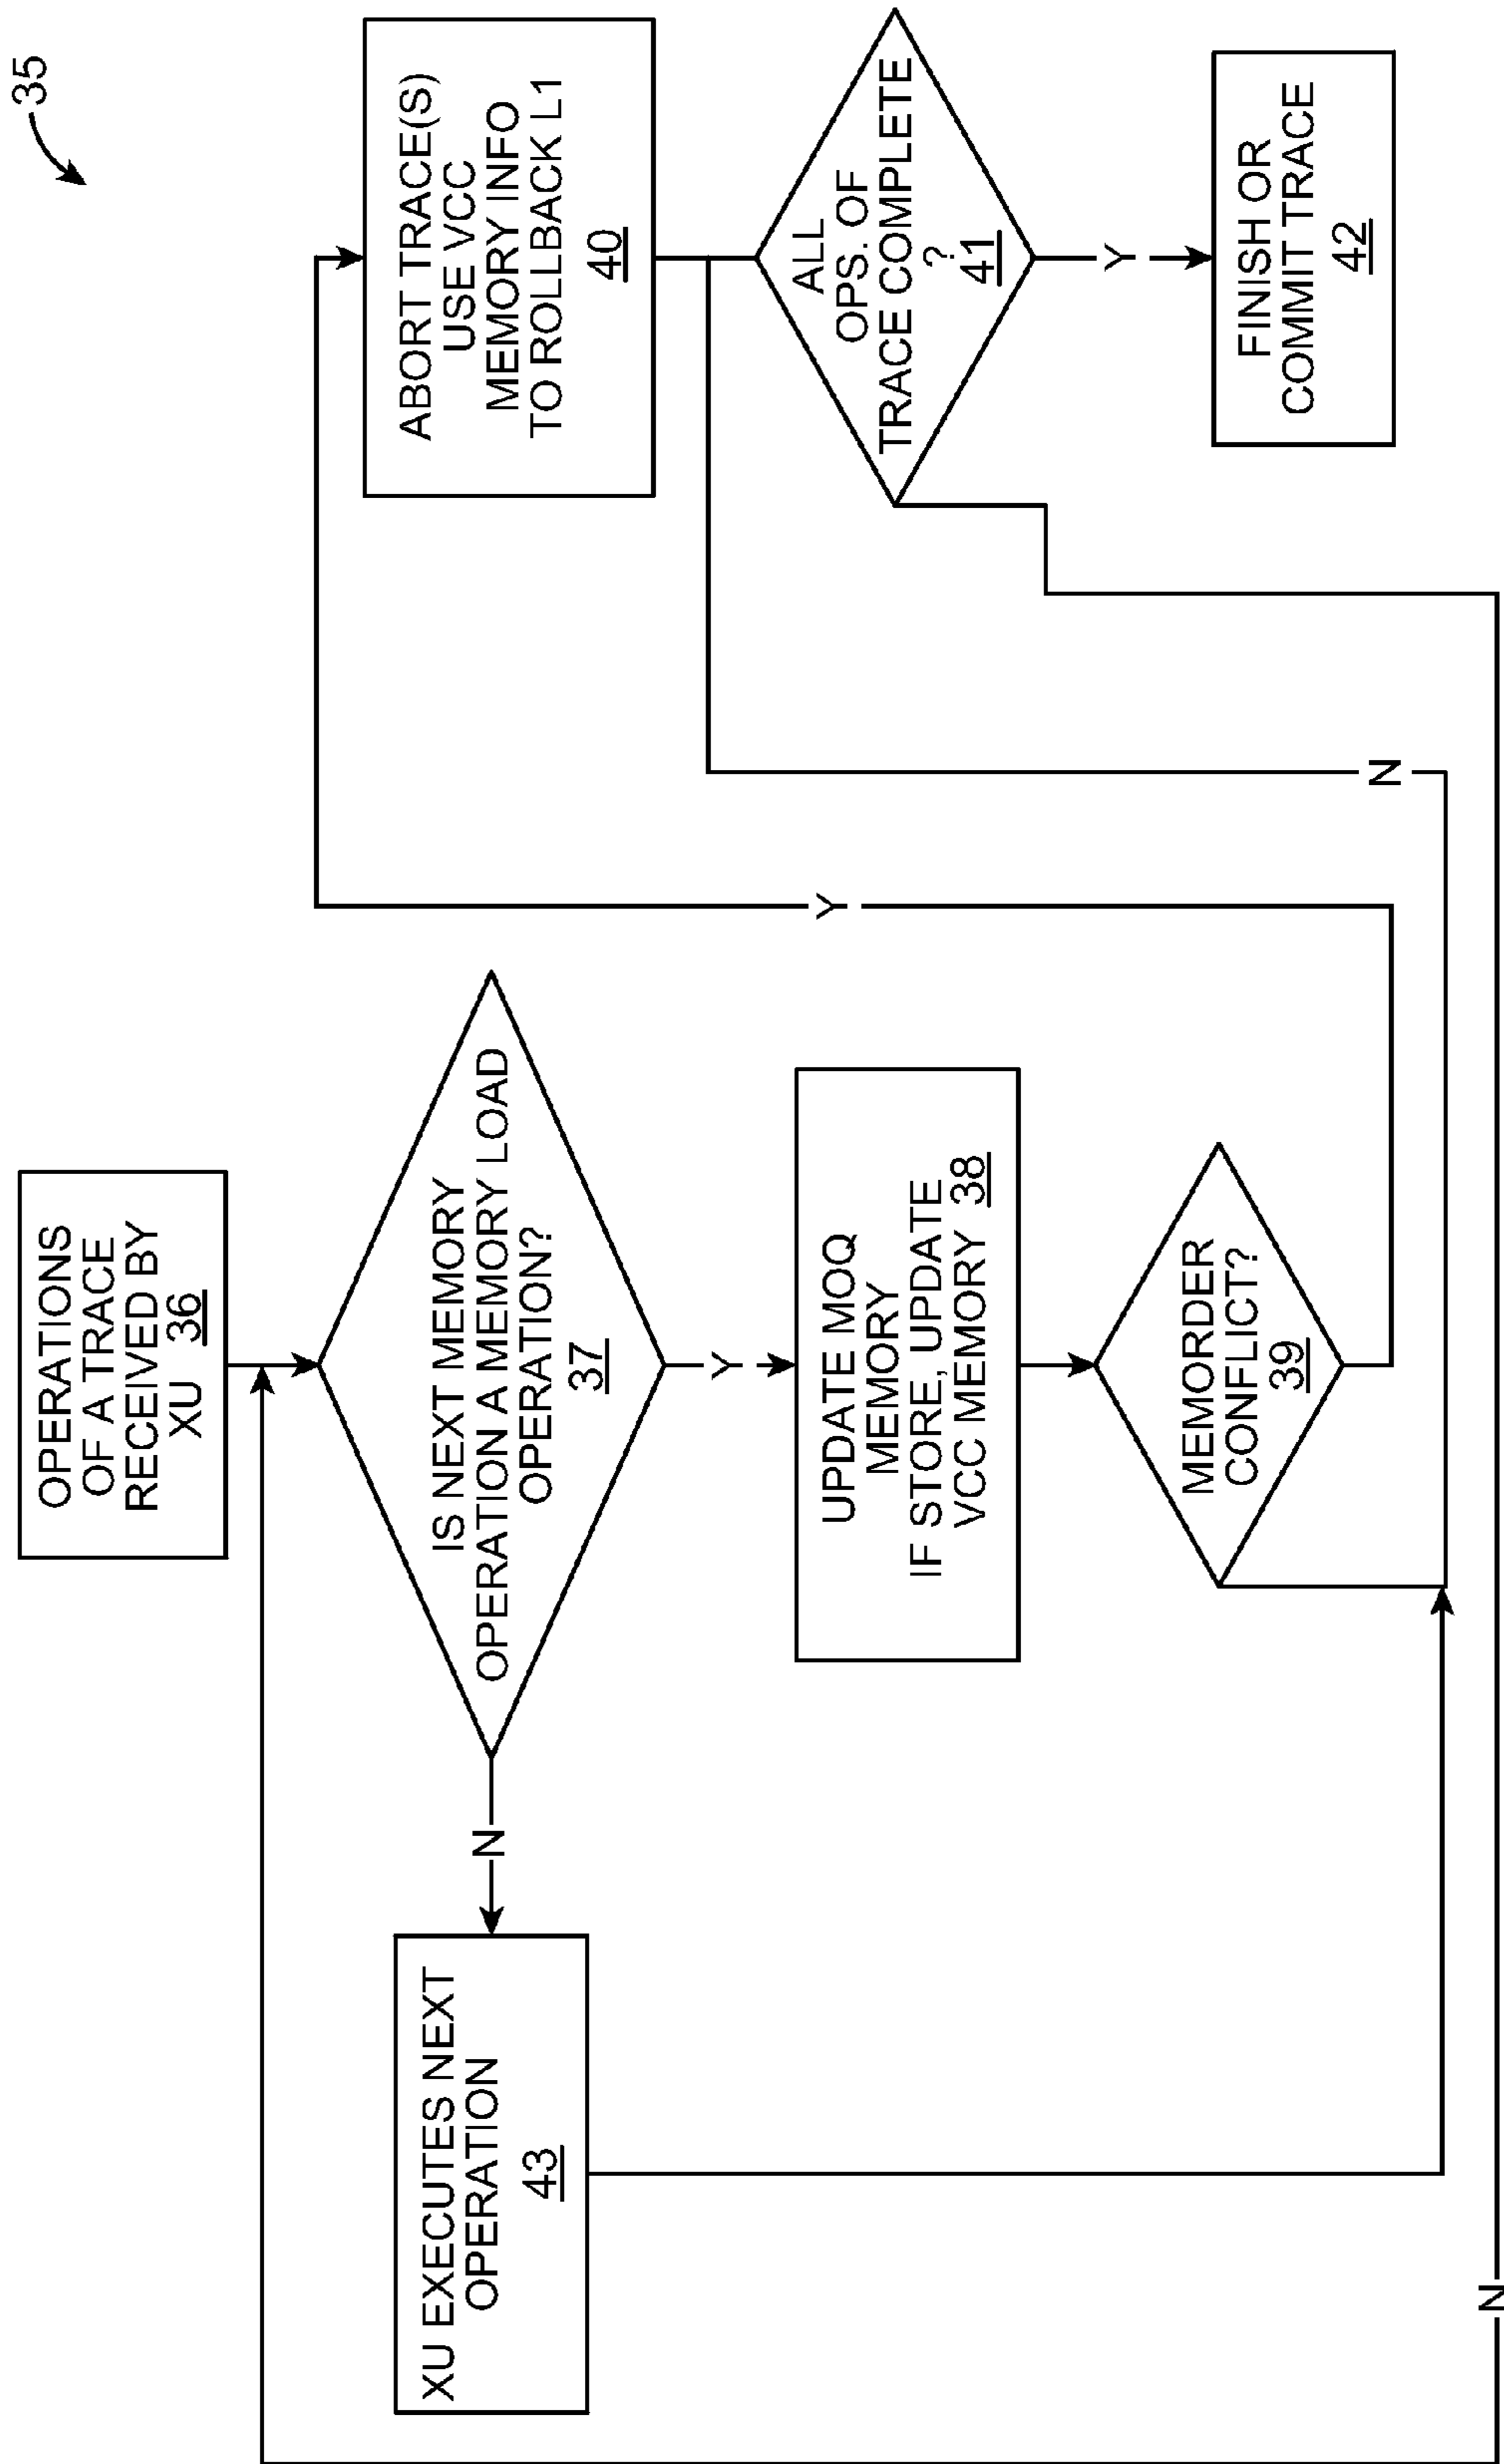 35
OPERATIONS
OF A TRACE
RECEIVED BY
XU 36
IS NEXT MEMORY
OPERATION A MEMORY LOAD
OPERATION?
37
N
XU EXECUTES NEXT
OPERATION
43
Y
UPDATE MOQ
MEMORY
IF STORE, UPDATE
VCC MEMORY 38
MEMORDER
CONFLICT?
39
Y
N
ABORT TRACE(S)
USE VCC
MEMORY INFO
TO ROLLBACK L1
40
ALL
OPS. OF
TRACE COMPLETE
?
41
Y
FINISH OR
COMMIT TRACE
42
N